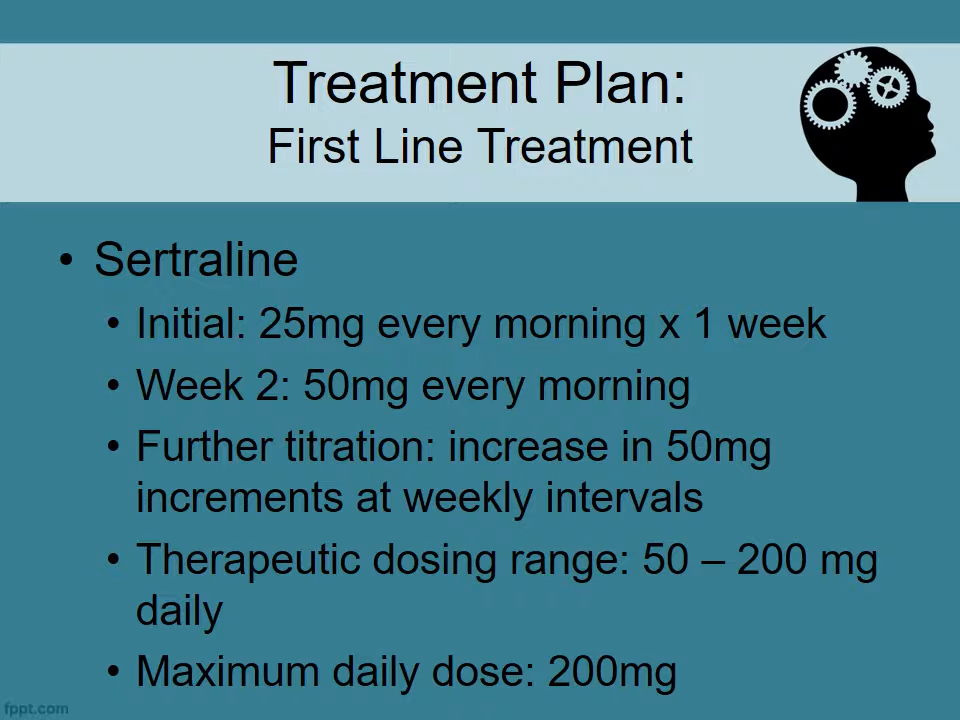 Treatment Plan:
First Line Treatment
• Sertraline
• Initial: 25mg every morning x 1 week
• Week 2: 50mg every morning
• Further titration: increase in 50mg
increments at weekly intervals
• Therapeutic dosing range: 50 – 200 mg
daily
• Maximum daily dose: 200mg
fppt.com